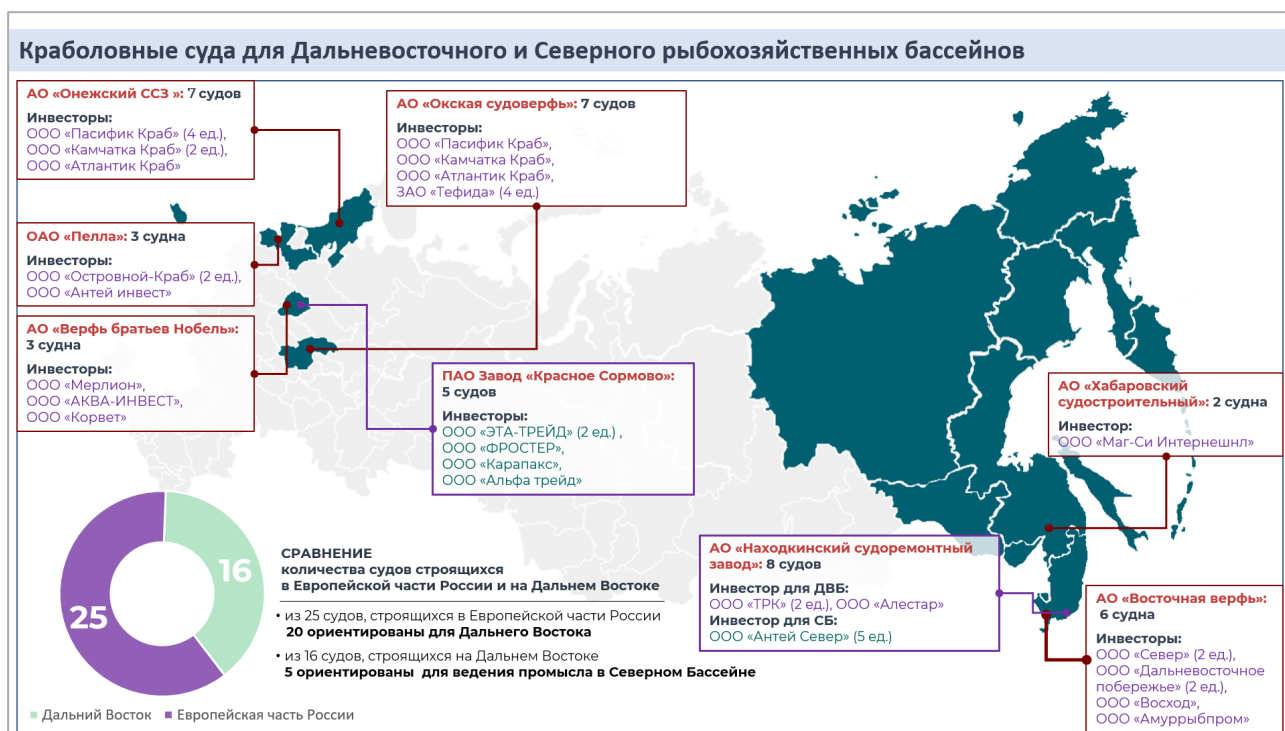 Краболовные суда для Дальневосточного и Северного рыбохозяйственных бассейнов
АО «Онежский ССЗ »: 7 судов
Инвесторы:
ООО «Пасифик Краб» (4 ед.),
ООО «Камчатка Краб» (2 ед.),
ООО «Атлантик Краб»
АО «Окская судоверфь»: 7 судов
Инвесторы:
ООО «Пасифик Краб»,
ООО «Камчатка Краб»,
ООО «Атлантик Краб»,
ЗАО «Тефида» (4 ед.)
ОАО «Пелла»: 3 судна
Инвесторы:
ООО «Островной-Краб» (2 ед.),
ООО «Антей инвест»
АО «Верфь братьев Нобель»:
3 судна
Инвесторы:
ООО «Мерлион»,
ООО «АКВА-ИНВЕСТ»,
ООО «Корвет»
ПАО Завод «Красное Сормово»:
5 судов
Инвесторы:
ООО «ЭТА-ТРЕЙД» (2 ед.) ,
ООО «ФРОСТЕР»,
ООО «Карапакс»,
ООО «Альфа трейд»
АО «Хабаровский
судостроительный»: 2 судна
Инвестор:
ООО «Маг-Си Интернешнл»
АО «Находкинский судоремонтный
завод»: 8 судов
Инвестор для ДВБ:
ООО «ТРК» (2 ед.), ООО «Алестар»
Инвестор для СБ:
ООО «Антей Север» (5 ед.)
АО «Восточная верфь»:
6 судна
Инвесторы:
ООО «Север» (2 ед.),
ООО «Дальневосточное
побережье» (2 ед.),
ООО «Восход»,
ООО «Амуррыбпром»
16
25
СРАВНЕНИЕ
количества судов строящихся
в Европейской части России и на Дальнем Востоке
• из 25 судов, строящихся в Европейской части России
20 ориентированы для Дальнего Востока
• из 16 судов, строящихся на Дальнем Востоке
5 ориентированы для ведения промысла в Северном Бассейне
Дальний Восток
Европейская часть России